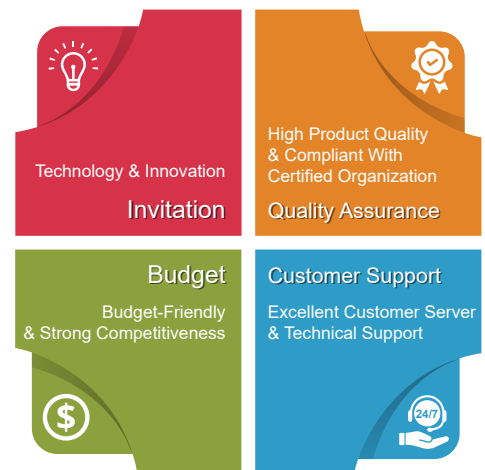 Technology & Innovation
Invitation
High Product Quality
& Compliant With
Certified Organization
Quality Assurance
Budget
Budget-Friendly
& Strong Competitiveness
$
Customer Support
Excellent Customer Server
& Technical Support
24/7